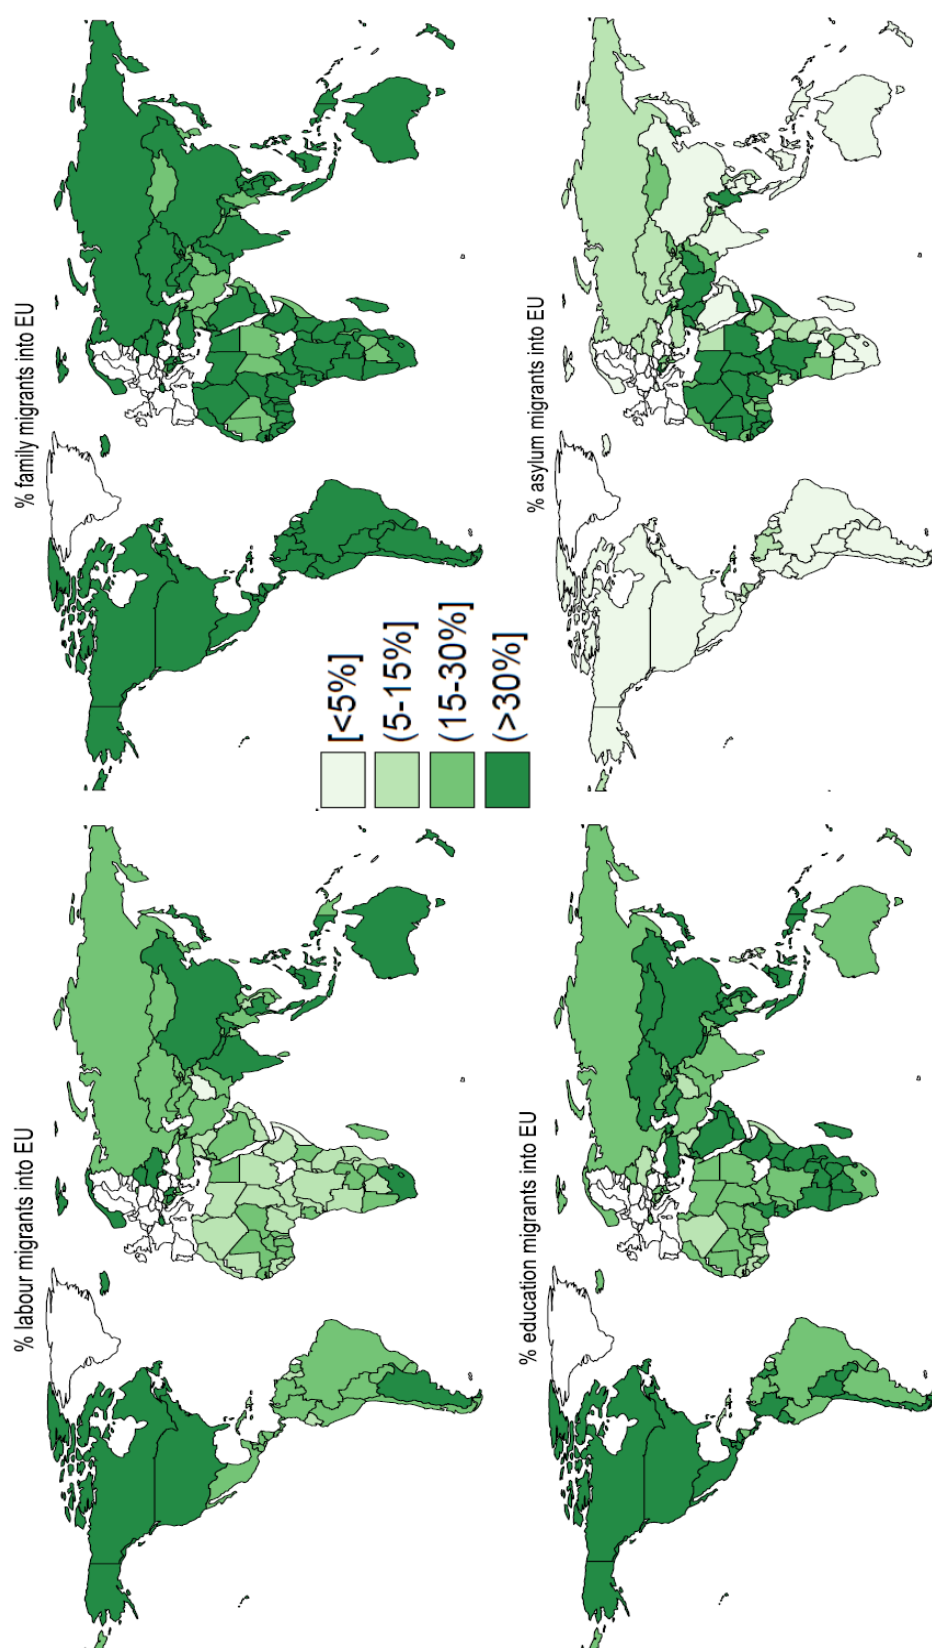 % labour migrants into EU
% family migrants into EU
[<5%]
(5-15%]
(15-30%]
(>30%]
% education migrants into EU
% asylum migrants into EU